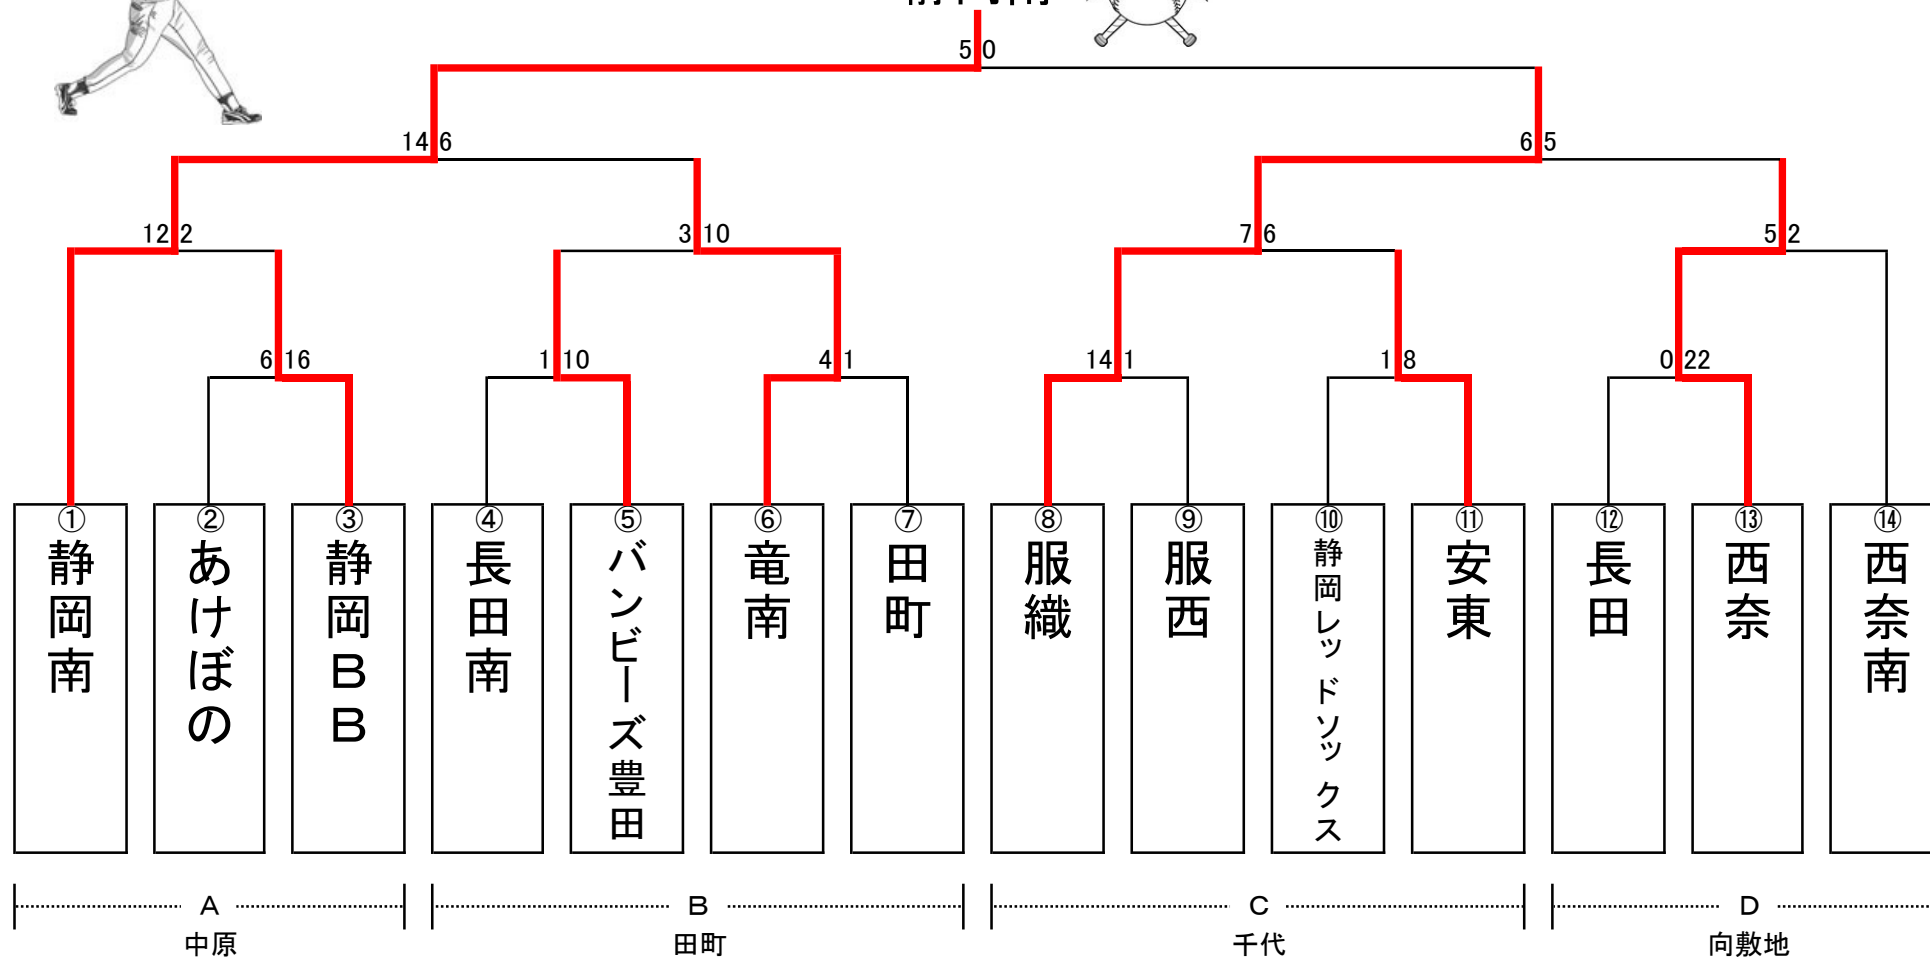 5 0
14 6
6 5
12 2
3 10
7 6
5 2
6 16
1 10
4 1
14 1
1 8
0 22
① 静岡南
② あけぼの
③ 静岡BB
④ 長田南
⑤ バンビーズ豊田
⑥ 竜南
⑦ 田町
⑧ 服織
⑨ 服西
⑩ 静岡レッドソックス
⑪ 安東
⑫ 長田
⑬ 西奈
⑭ 西奈南
A
B
C
D
中原
田町
千代
向敷地